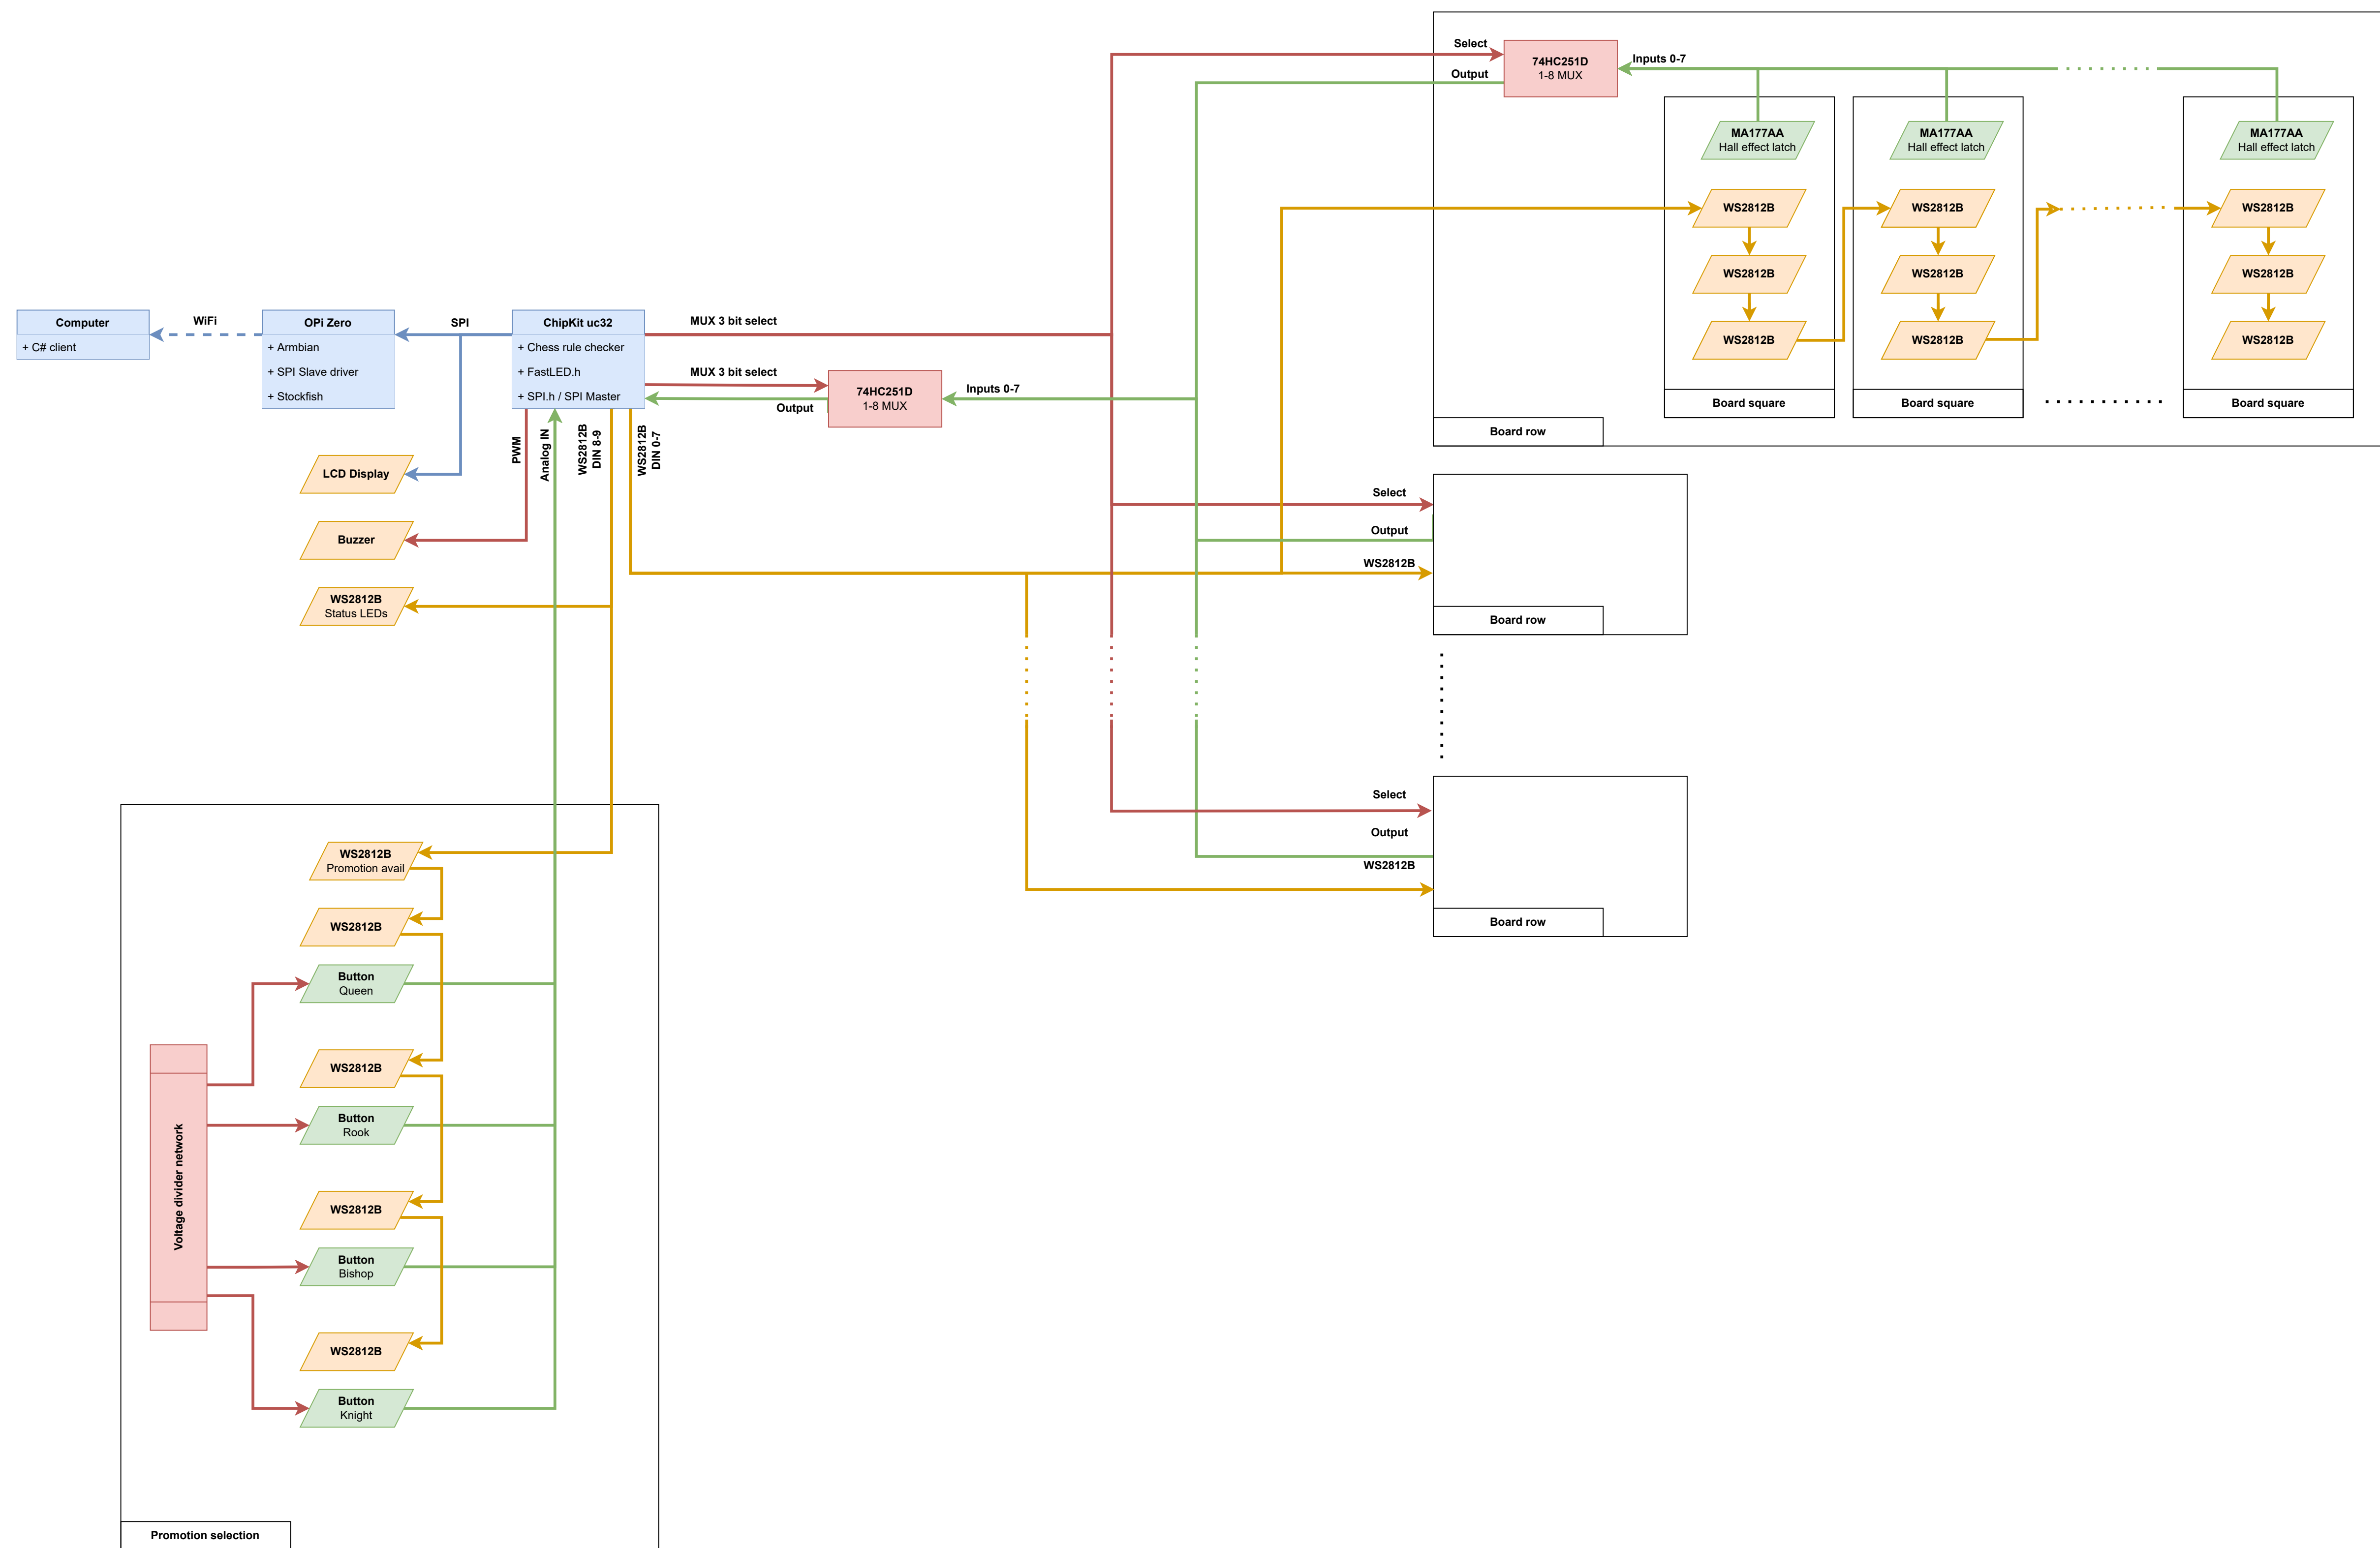 Select
74HC251D
1-8 MUX
Output
Inputs 0-7
MA177AA
Hall effect latch
MA177AA
Hall effect latch
MA177AA
Hall effect latch
WS2812B
WS2812B
WS2812B
WS2812B
WS2812B
WS2812B
WS2812B
WS2812B
WS2812B
Board square
Board square
Board square
Board row
Computer
+ C# client
WiFi
OPi Zero
+ Armbian
+ SPI Slave driver
+ Stockfish
SPI
ChipKit uc32
+ Chess rule checker
+ FastLED.h
+ SPI.h / SPI Master
MUX 3 bit select
MUX 3 bit select
Output
74HC251D
1-8 MUX
Inputs 0-7
PWM
Analog IN
WS2812B
DIN 8-9
WS2812B
DIN 0-7
LCD Display
Buzzer
WS2812B
Status LEDs
Select
Output
WS2812B
Board row
Select
Output
WS2812B
Board row
WS2812B
Promotion avail
WS2812B
Button
Queen
WS2812B
Button
Rook
Voltage divider network
WS2812B
Button
Bishop
WS2812B
Button
Knight
Promotion selection